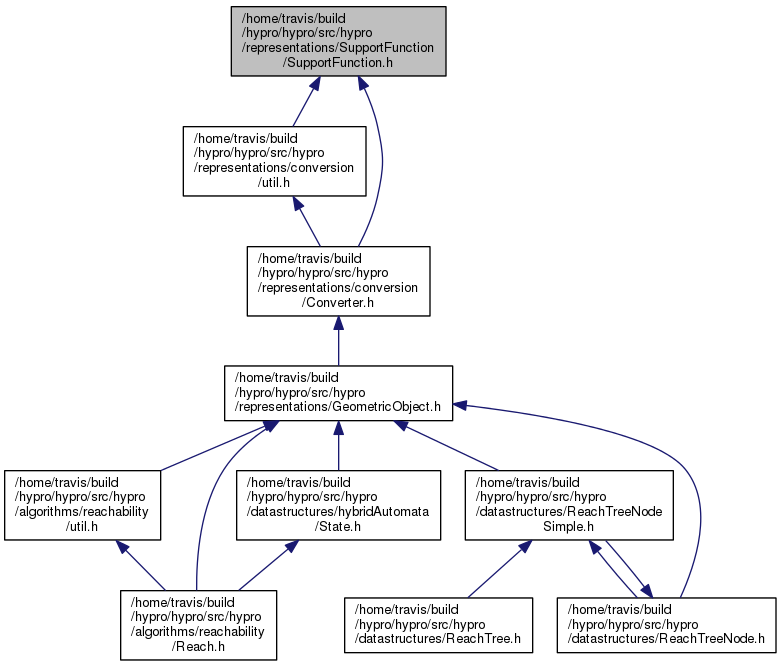 /home/travis/build
/hypro/hypro/src/hypro
/representations/SupportFunction
/SupportFunction.h
/home/travis/build
/hypro/hypro/src/hypro
/representations/conversion
/util.h
/home/travis/build
/hypro/hypro/src/hypro
/representations/conversion
/Converter.h
/home/travis/build
/hypro/hypro/src/hypro
/representations/GeometricObject.h
/home/travis/build
/hypro/hypro/src/hypro
/algorithms/reachability
/util.h
/home/travis/build
/hypro/hypro/src/hypro
/datastructures/hybridAutomata
/State.h
/home/travis/build
/hypro/hypro/src/hypro
/datastructures/ReachTreeNode
Simple.h
/home/travis/build
/hypro/hypro/src/hypro
/algorithms/reachability
/Reach.h
/home/travis/build
/hypro/hypro/src/hypro
/datastructures/ReachTree.h
/home/travis/build
/hypro/hypro/src/hypro
/datastructures/ReachTreeNode.h